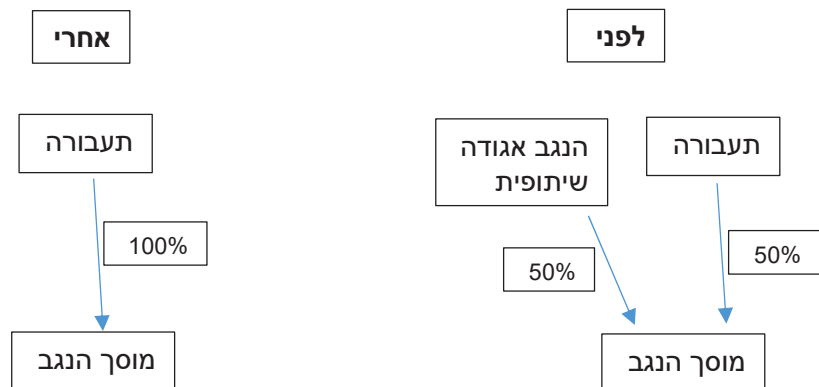 לפני
תעבורה
הנגב אגודה
שיתופית
50%
50%
מוסך הנגב
אחרי
תעבורה
100%
מוסך הנגב